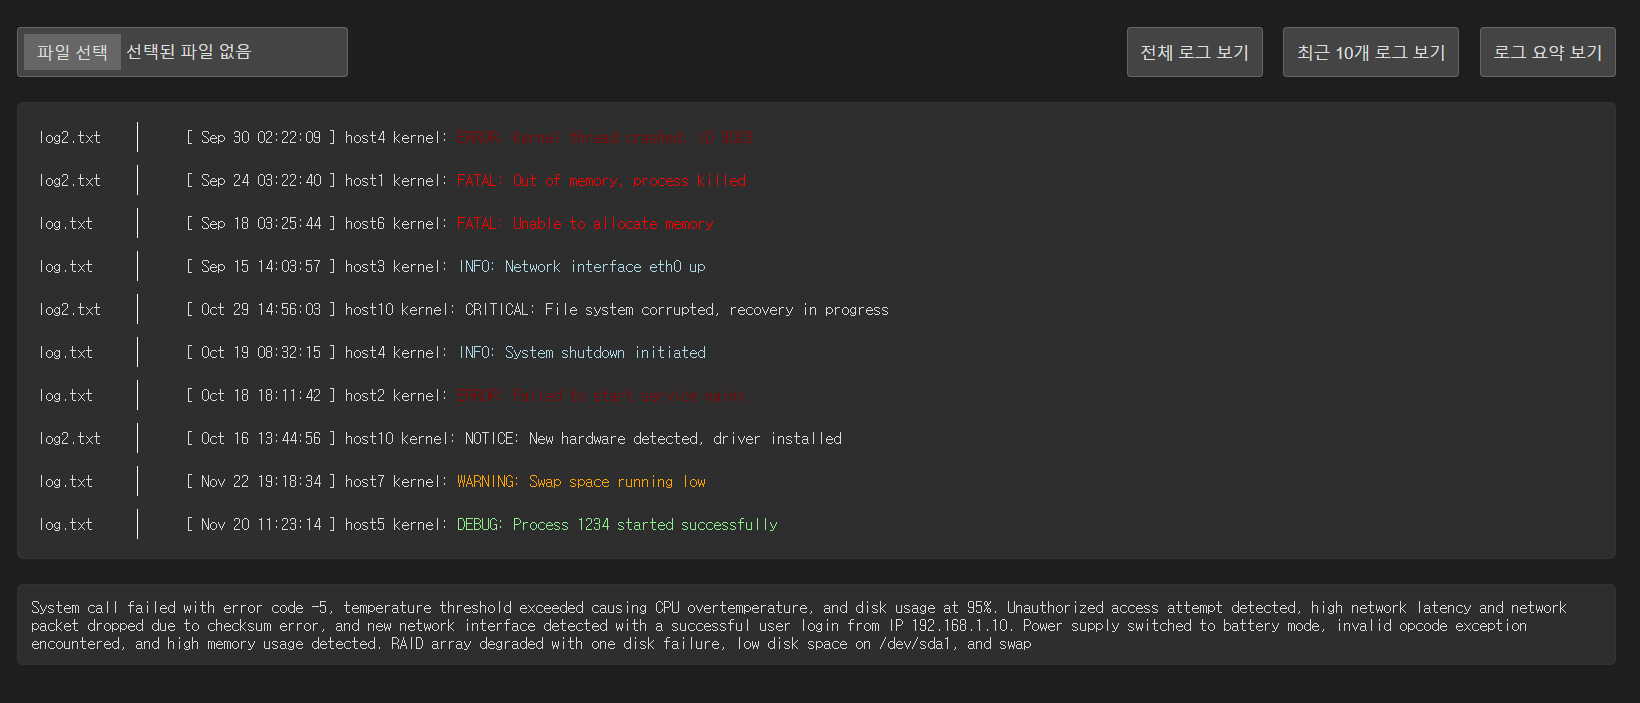 파일 선택 선택된 파일 없음 전체 로그 보기 최근 10개 로그 보기 로그 요약 보기
log2.txt [ Sep 30 02:22:09 ] host4 kernel: ERROR: Kernel thread crashed
log2.txt [ Sep 24 03:22:40 ] host1 kernel: FATAL: Out of memory, process killed
log.txt [ Sep 18 03:25:44 ] host6 kernel: FATAL: Unable to allocate memory
log.txt [ Sep 15 14:03:57 ] host3 kernel: INFO: Network interface eth0 up
log2.txt [ Oct 29 14:56:03 ] host10 kernel: CRITICAL: File system corrupted, recovery in progress
log.txt [ Oct 19 08:32:15 ] host4 kernel: INFO: System shutdown initiated
log.txt [ Oct 18 18:11:42 ] host2 kernel: ERROR: Failed to start service
log2.txt [ Oct 16 13:44:56 ] host10 kernel: NOTICE: New hardware detected, driver installed
log.txt [ Nov 22 19:18:34 ] host7 kernel: WARNING: Swap space running low
log.txt [ Nov 20 11:23:14 ] host5 kernel: DEBUG: Process 1234 started successfully
System call failed with error code -5, temperature threshold exceeded causing CPU overtemperature, and disk usage at 95%. Unauthorized access attempt detected, high network latency and network
packet dropped due to checksum error, and new network interface detected with a successful user login from IP 192.168.1.10. Power supply switched to battery mode, invalid opcode exception
encountered, and high memory usage detected. RAID array degraded with one disk failure, low disk space on /dev/sda1, and swap